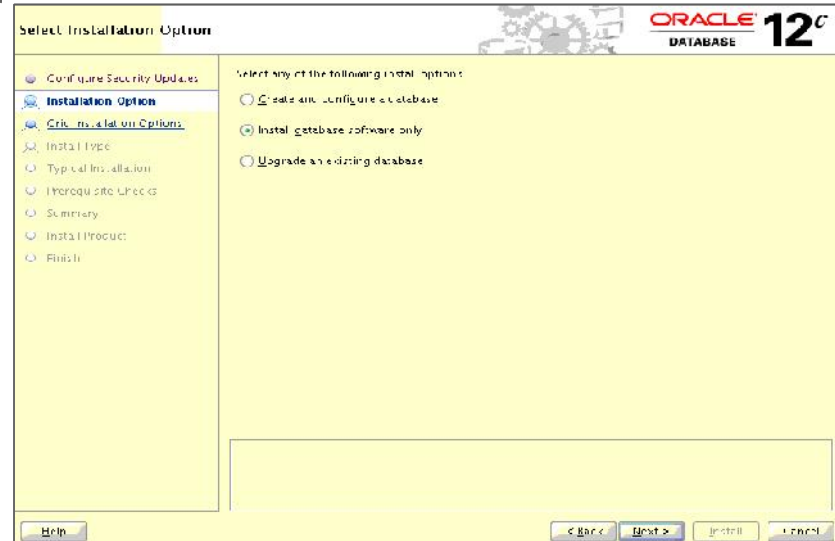 Select Installation Option
ORACLE
DATABASE
12c
Configure Security Updates
Installation Option
Grid Installation Options
Install Type
Typical Installation
Prerequisite Checks
Summary
Install Product
Finish
Select any of the following install options
Create and configure a database
Install database software only
Upgrade an existing database
Help
< Back
Next >
Install
Cancel